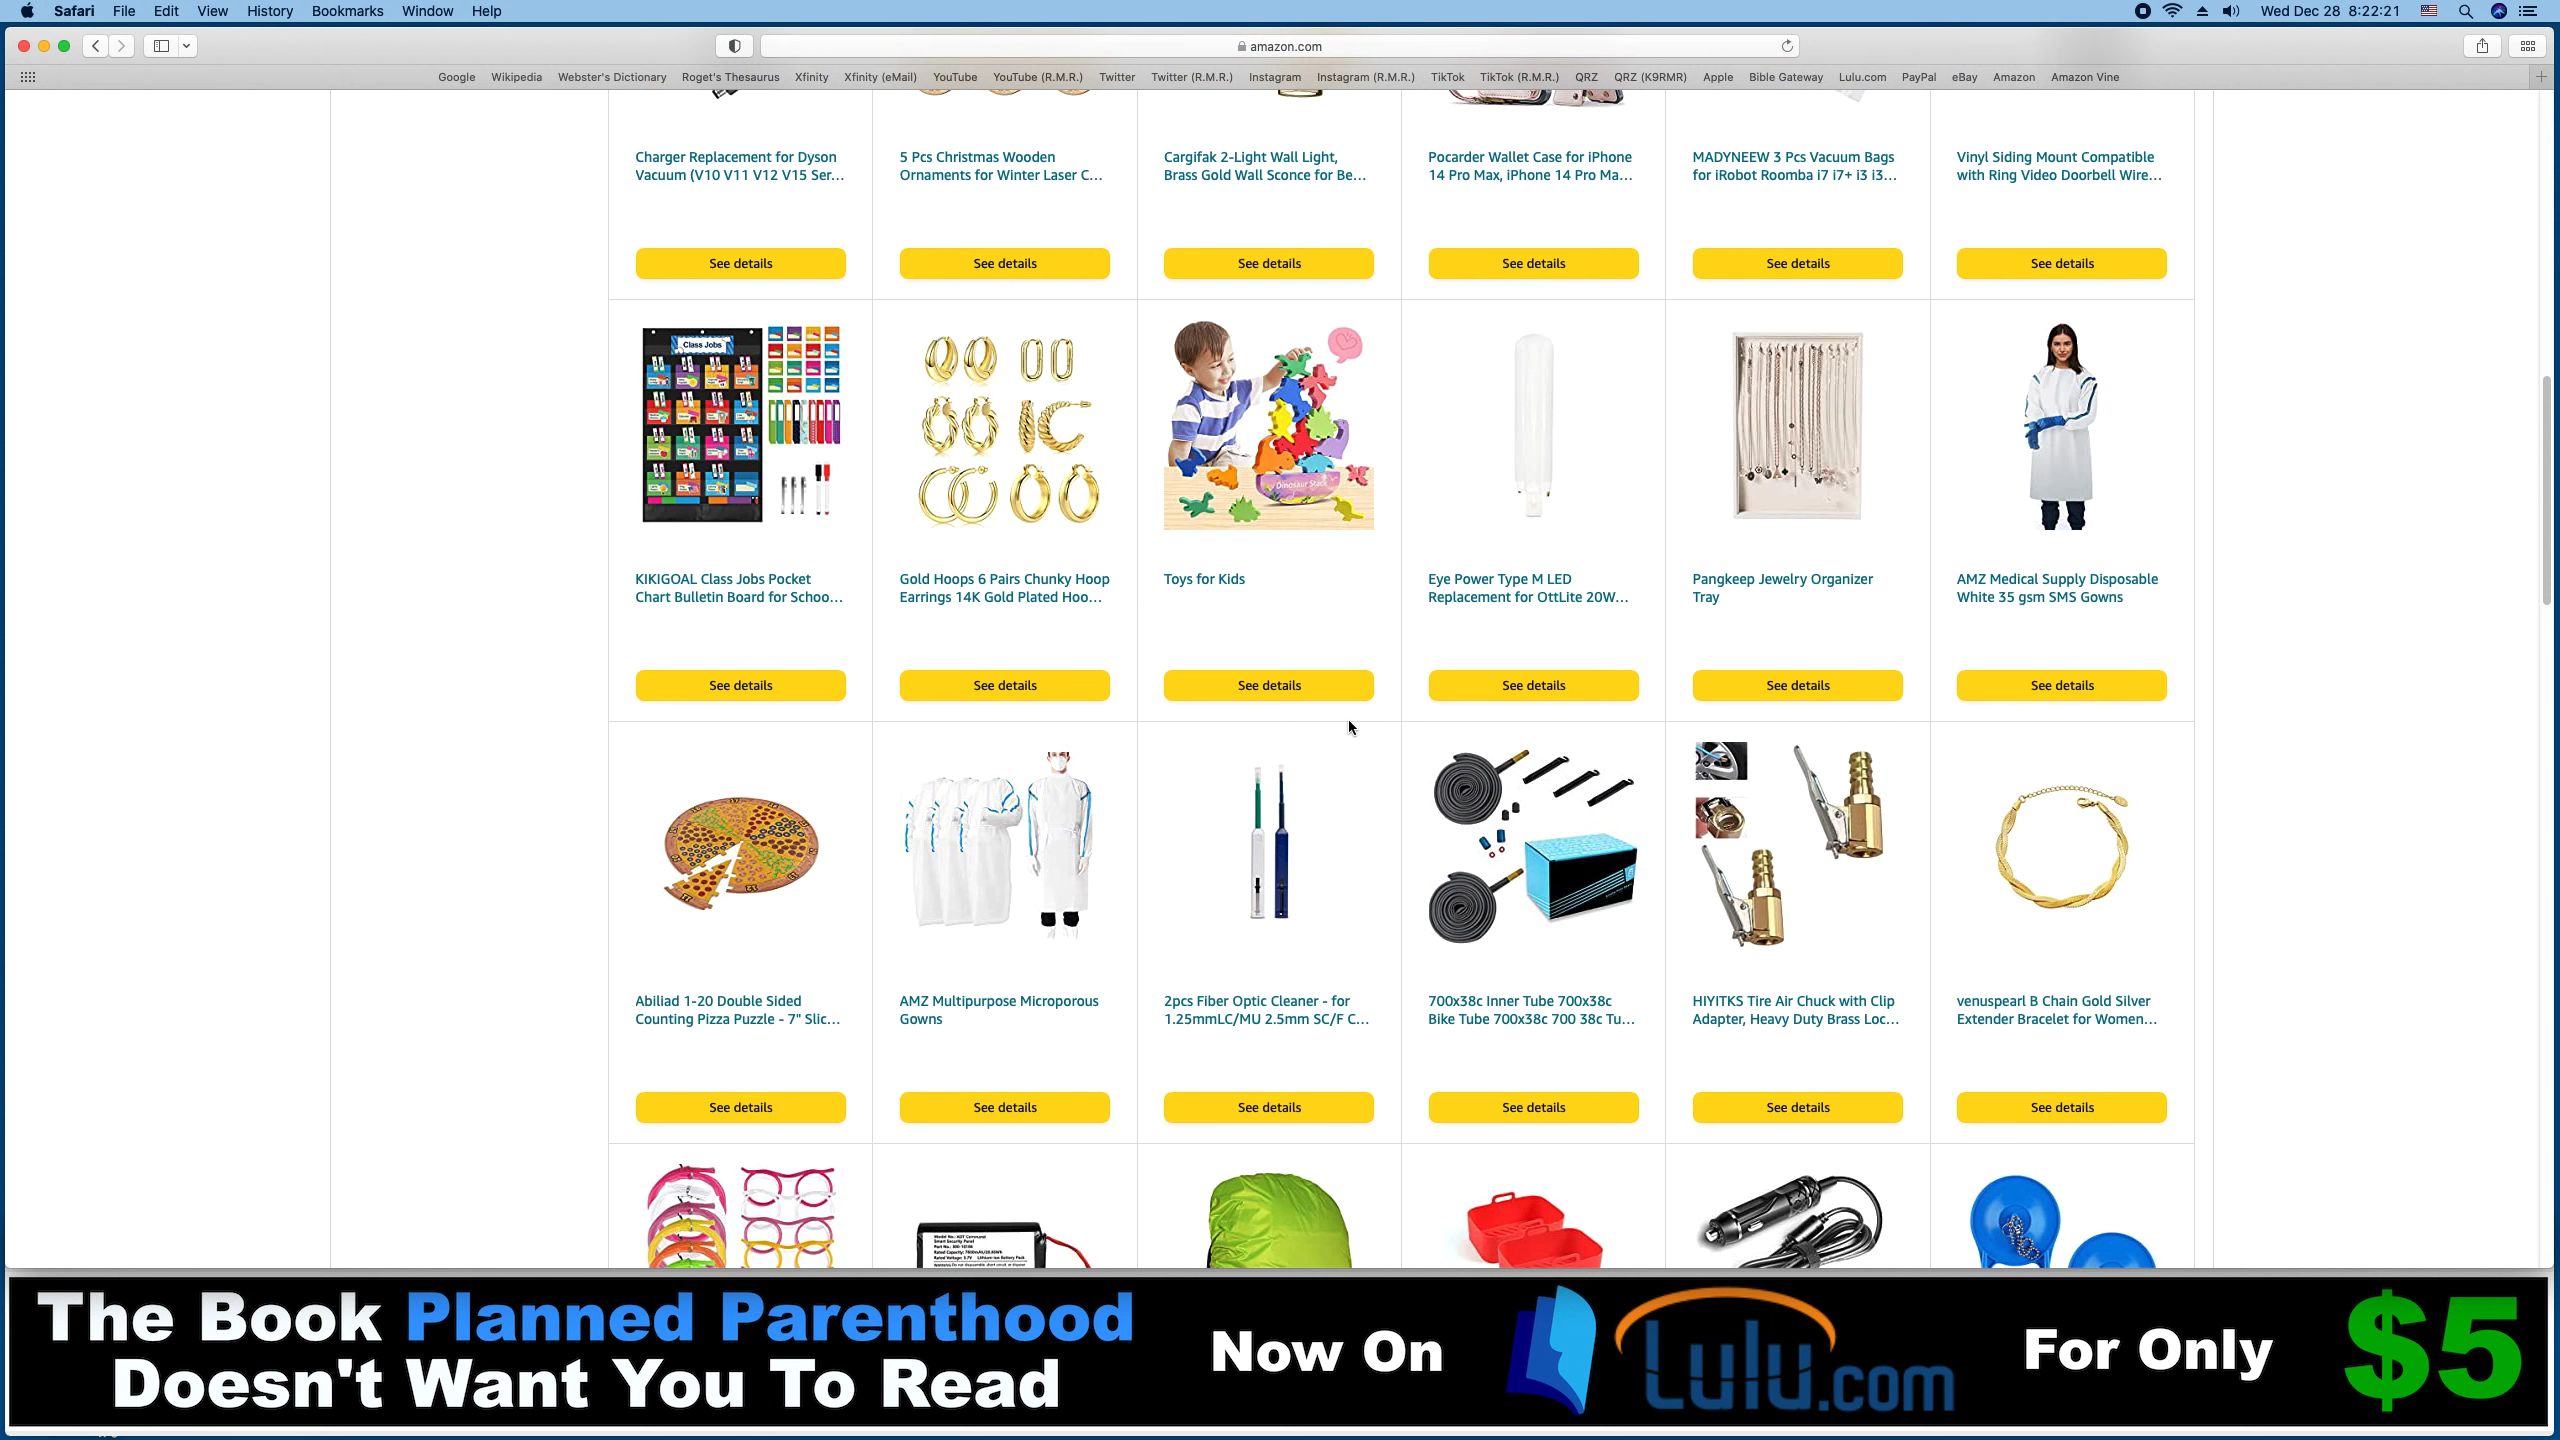 Safari File Edit View History Bookmarks Window Help
Wed Dec 28 8:22:21
amazon.com
Google Wikipedia Webster's Dictionary Roget's Thesaurus Xfinity Xfinity (eMail) YouTube YouTube (R.M.R.) Twitter Twitter (R.M.R.) Instagram Instagram (R.M.R.) TikTok TikTok (R.M.R.) QRZ QRZ (K9RMR) Apple Bible Gateway Lulu.com PayPal eBay Amazon Amazon Vine
Charger Replacement for Dyson
Vacuum (V10 V11 V12 V15 Ser...
5 Pcs Christmas Wooden
Ornaments for Winter Laser C...
Cargifak 2-Light Wall Light,
Brass Gold Wall Sconce for Be...
Pocarder Wallet Case for iPhone
14 Pro Max, iPhone 14 Pro Ma...
MADYNEEW 3 Pcs Vacuum Bags
for iRobot Roomba i7 i7+ i3 i3...
Vinyl Siding Mount Compatible
with Ring Video Doorbell Wire...
See details See details See details See details See details See details
Class Jobs
Dinosaur Stack
KIKIGOAL Class Jobs Pocket
Chart Bulletin Board for Schoo...
Gold Hoops 6 Pairs Chunky Hoop
Earrings 14K Gold Plated Hoo...
Toys for Kids
Eye Power Type M LED
Replacement for OttLite 20W...
Pangkeep Jewelry Organizer
Tray
AMZ Medical Supply Disposable
White 35 gsm SMS Gowns
See details See details See details See details See details See details
Abiliad 1-20 Double Sided
Counting Pizza Puzzle - 7" Slic...
AMZ Multipurpose Microporous
Gowns
2pcs Fiber Optic Cleaner - for
1.25mmLC/MU 2.5mm SC/F C...
700x38c Inner Tube 700x38c
Bike Tube 700x38c 700 38c Tu...
HIYITKS Tire Air Chuck with Clip
Adapter, Heavy Duty Brass Loc...
venuspearl B Chain Gold Silver
Extender Bracelet for Women...
See details See details See details See details See details See details
Model No.: ADT Command
Smart Security Panel
The Book Planned Parenthood
Doesn't Want You To Read
Now On
Lulu.com
For Only
$5